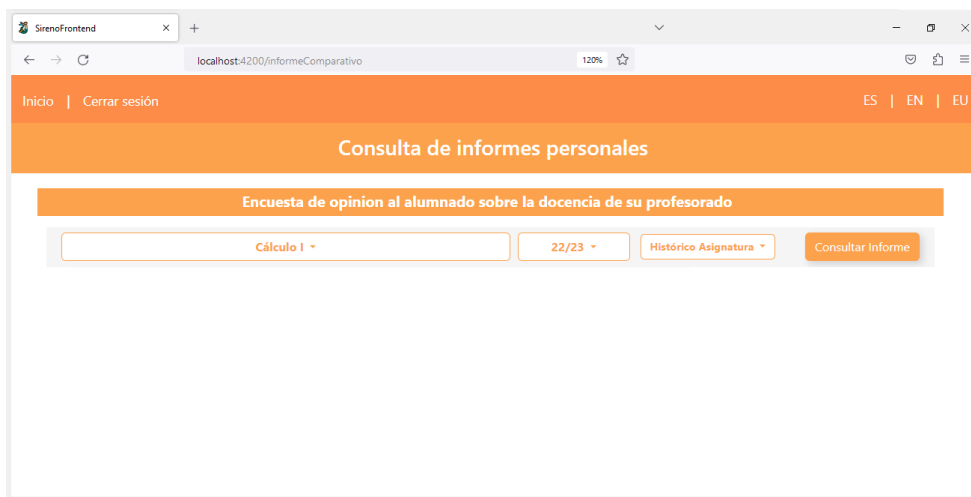 SirenoFrontend
localhost:4200/informeComparativo 120%
Inicio | Cerrar sesión ES | EN | EU
Consulta de informes personales
Encuesta de opinion al alumnado sobre la docencia de su profesorado
Cálculo I 22/23 Histórico Asignatura Consultar Informe